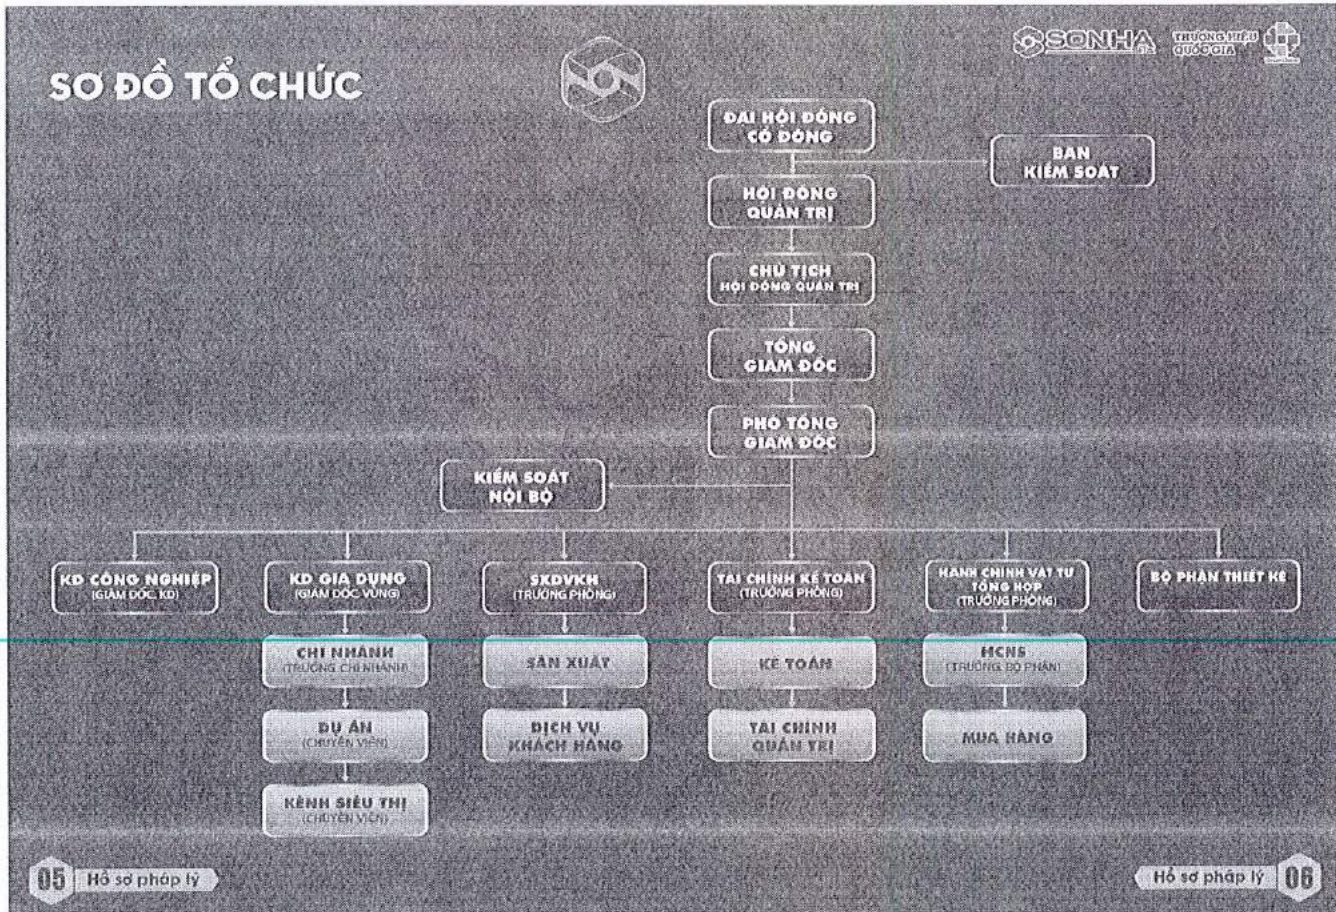 SƠ ĐỒ TỔ CHỨC
SONHA
THƯƠNG HIỆU
QUỐC GIA
ĐẠI HỘI ĐỒNG
CỔ ĐÔNG
BAN
KIỂM SOÁT
HỘI ĐỒNG
QUẢN TRỊ
CHỦ TỊCH
HỘI ĐỒNG QUẢN TRỊ
TỔNG
GIÁM ĐỐC
PHÓ TỔNG
GIÁM ĐỐC
KIỂM SOÁT
NỘI BỘ
KD CÔNG NGHIỆP
(GIÁM ĐỐC KD)
KD GIA DỤNG
(GIÁM ĐỐC VÙNG)
SXDVKH
(TRƯỞNG PHÒNG)
TÀI CHÍNH KẾ TOÁN
(TRƯỞNG PHÒNG)
HÀNH CHÍNH VẬT TƯ
TỔNG HỢP
(TRƯỞNG PHÒNG)
BỘ PHẬN THIẾT KẾ
CHI NHÁNH
(TRƯỞNG CHI NHÁNH)
SẢN XUẤT
KẾ TOÁN
HCNS
(TRƯỞNG BỘ PHẬN)
DỰ ÁN
(CHUYÊN VIÊN)
DỊCH VỤ
KHÁCH HÀNG
TÀI CHÍNH
QUẢN TRỊ
MUA HÀNG
KÊNH SIÊU THỊ
(CHUYÊN VIÊN)
05 Hồ sơ pháp lý
Hồ sơ pháp lý 06